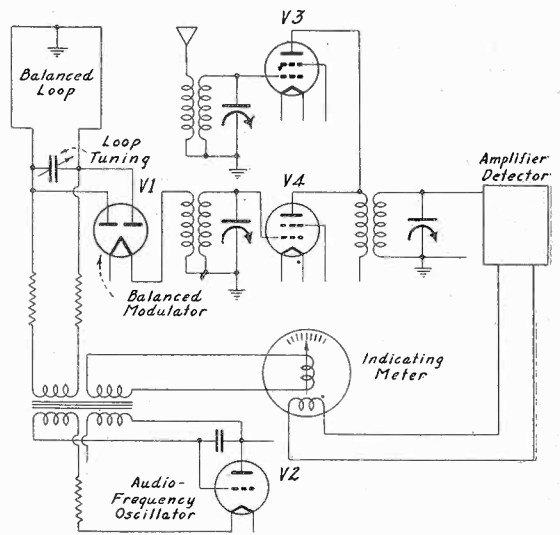 V3
Balanced
Loop
Loop
Tuning
V1
V4
Amplifier
Detector
Balanced
Modulator
Indicating
Meter
Audio-
Frequency
Oscillator
V2